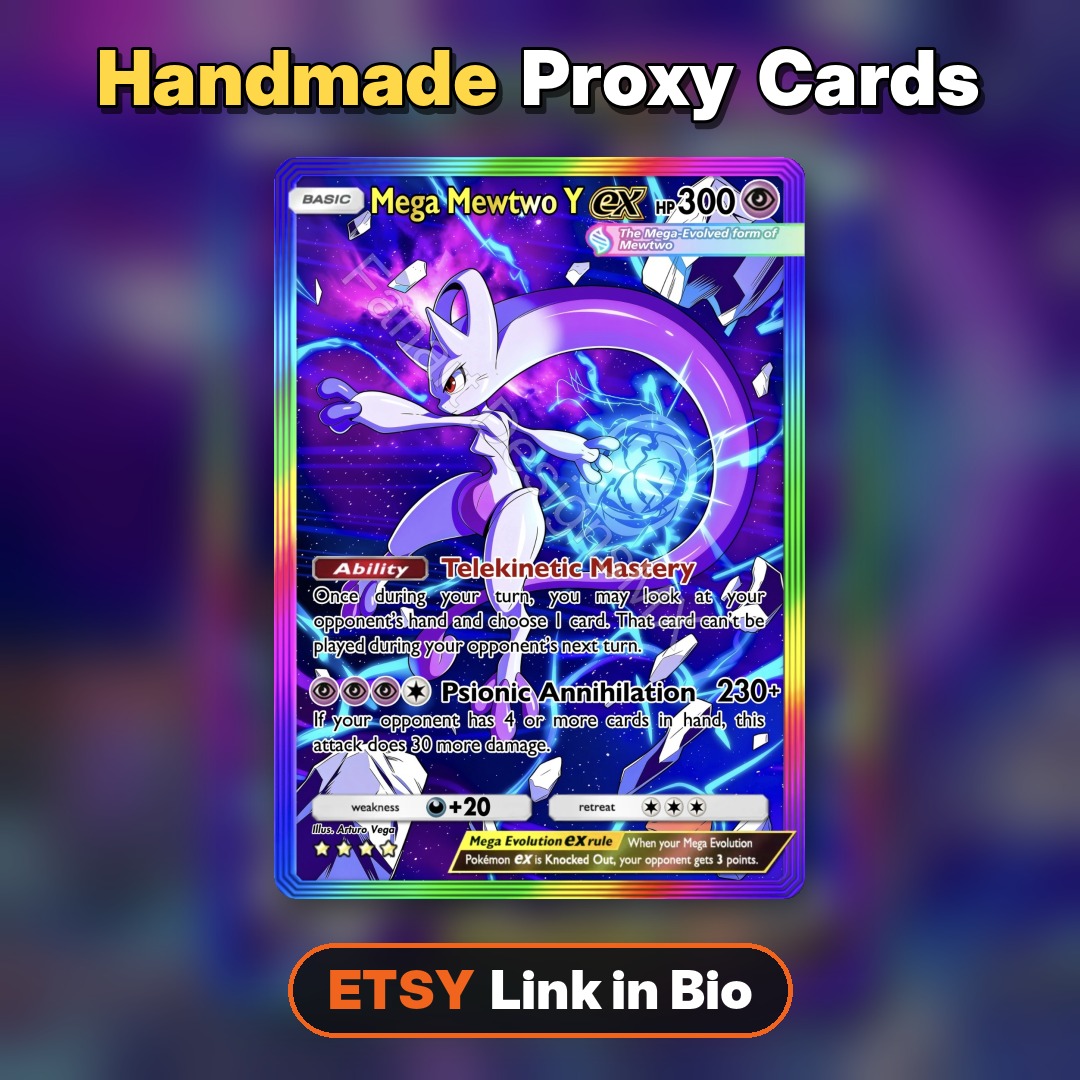 Handmade Proxy Cards
BASIC Mega Mewtwo Y ex HP 300
The Mega-Evolved form of
Mewtwo
Ability Telekinetic Mastery
Once during your turn, you may look at your
opponent's hand and choose 1 card. That card can't be
played during your opponent's next turn.
Psionic Annihilation 230+
If your opponent has 4 or more cards in hand, this
attack does 30 more damage.
weakness +20 retreat
Illus. Arturo Vega
Mega Evolution ex rule When your Mega Evolution
Pokémon ex is Knocked Out, your opponent gets 3 points.
ETSY Link in Bio